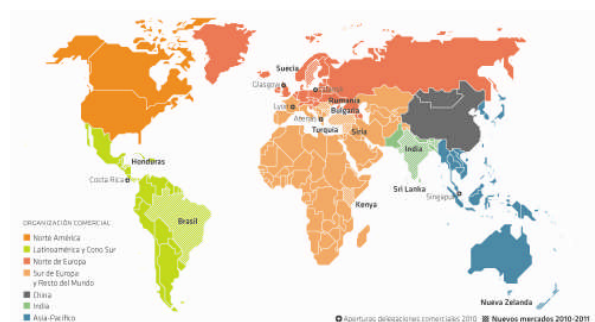 Suecia
Glasgow
Lyon
Rumania
Bulgaria
Atenas
Turquía
Siria
Honduras
Costa Rica
India
Brasil
Sri Lanka
Singapur
Kenya
Nueva Zelanda
ORGANIZACIÓN COMERCIAL
Norte América
Latinoamérica y Cono Sur
Norte de Europa
Sur de Europa
y Resto del Mundo
China
India
Asia-Pacífico
Aperturas delegaciones comerciales 2010
Nuevos mercados 2010-2011